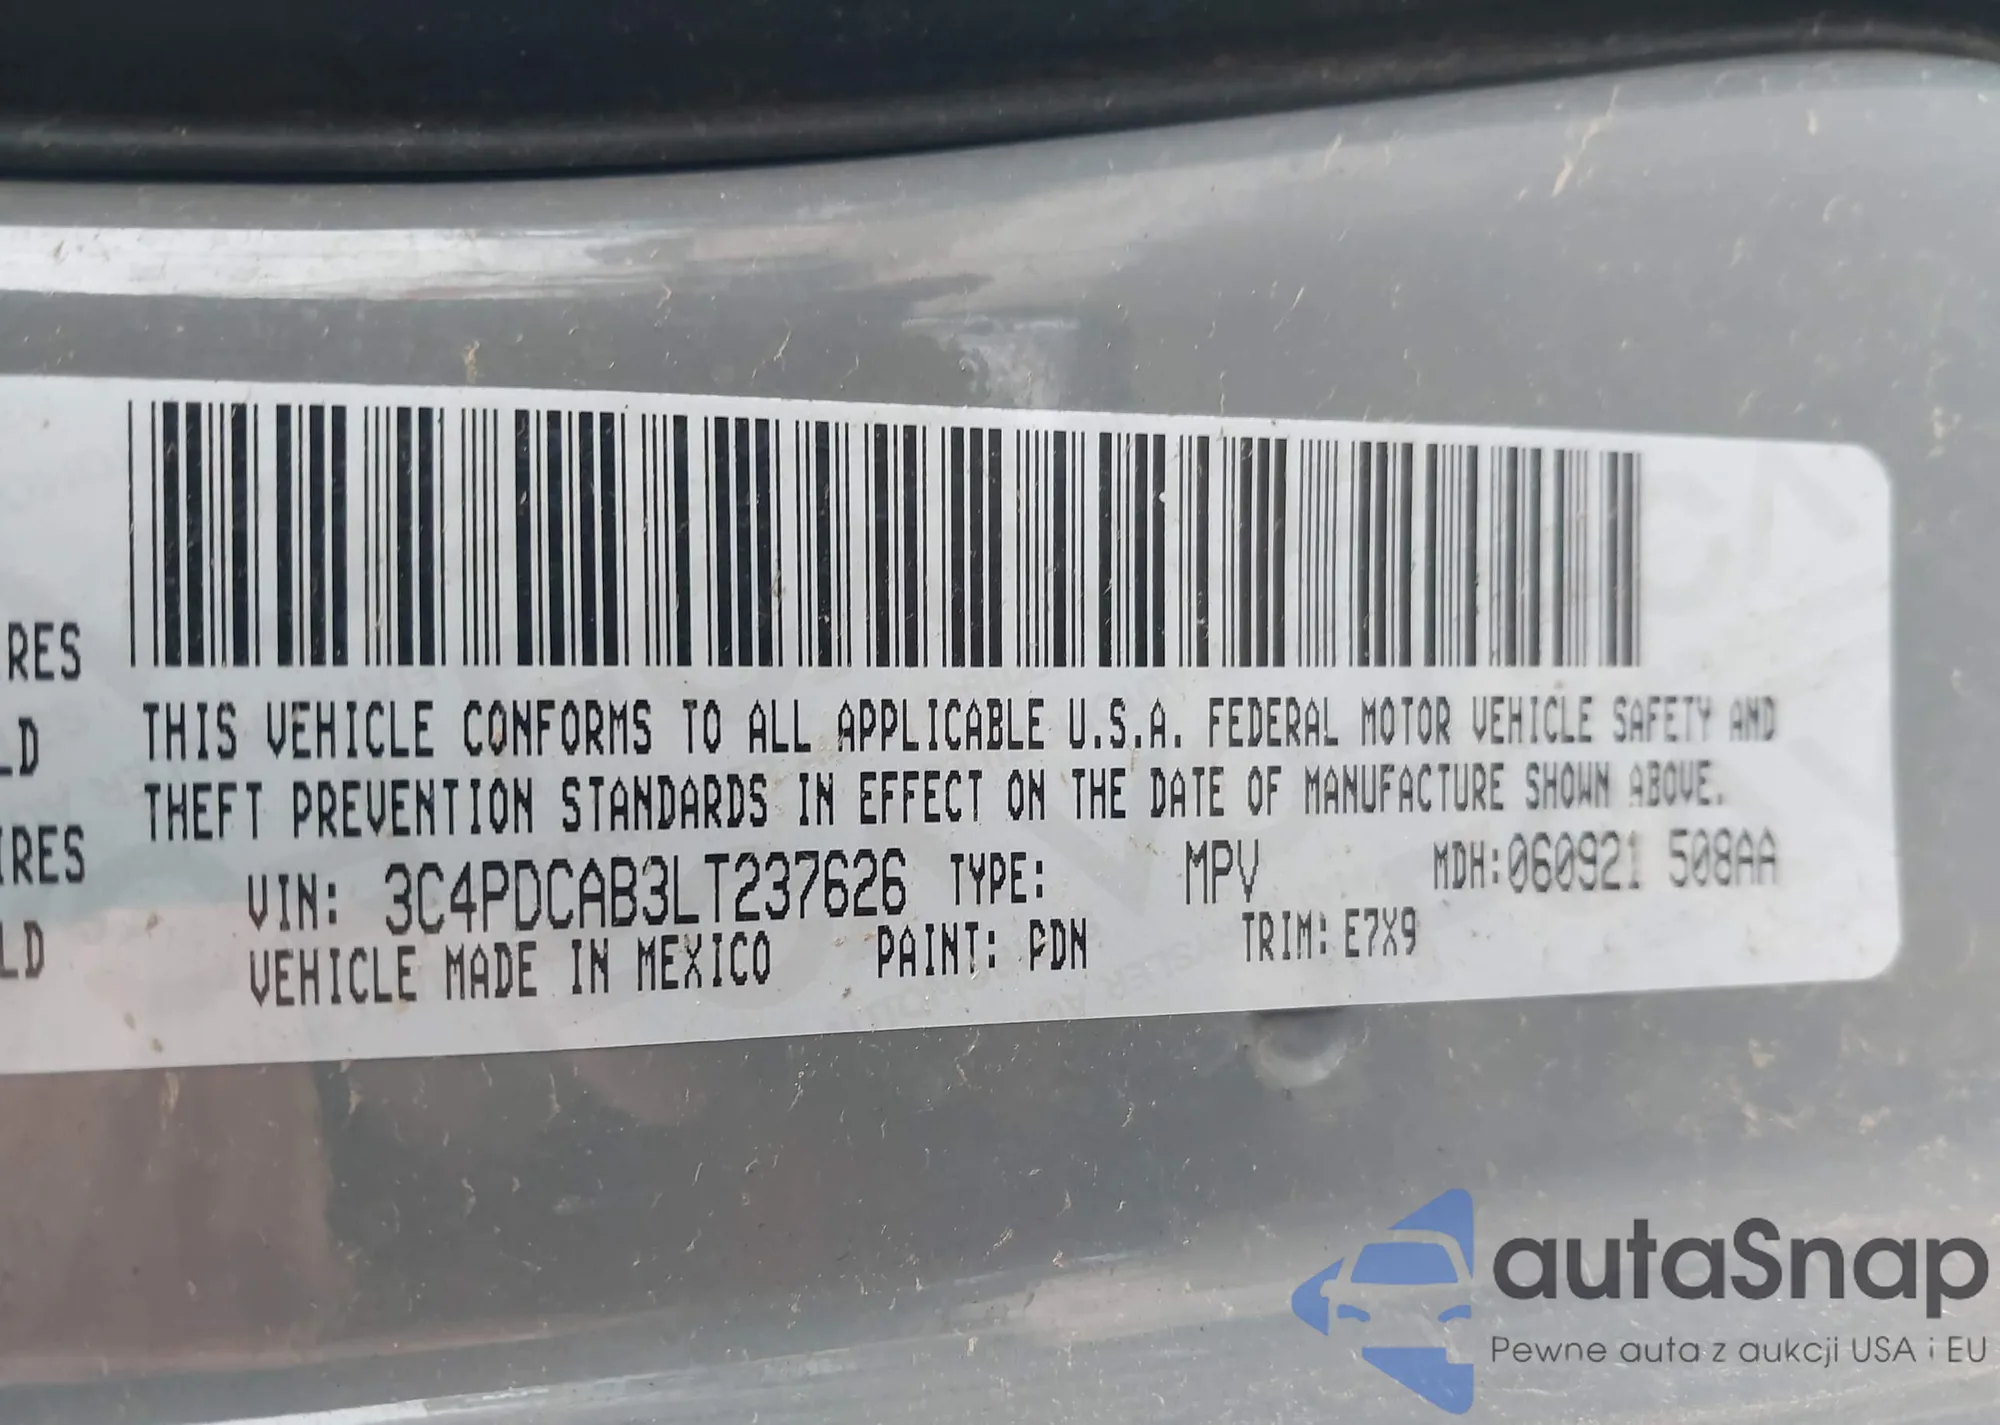 RES
LD
THIS VEHICLE CONFORMS TO ALL APPLICABLE U.S.A. FEDERAL MOTOR VEHICLE SAFETY AND
THEFT PREVENTION STANDARDS IN EFFECT ON THE DATE OF MANUFACTURE SHOWN ABOVE.
IRES
VIN: 3C4PDCAB3LT237626 TYPE: MPV MDH:060921 508AA
LD
VEHICLE MADE IN MEXICO PAINT: PDN TRIM: E7X9
autaSnap
Pewne auta z aukcji USA i EU